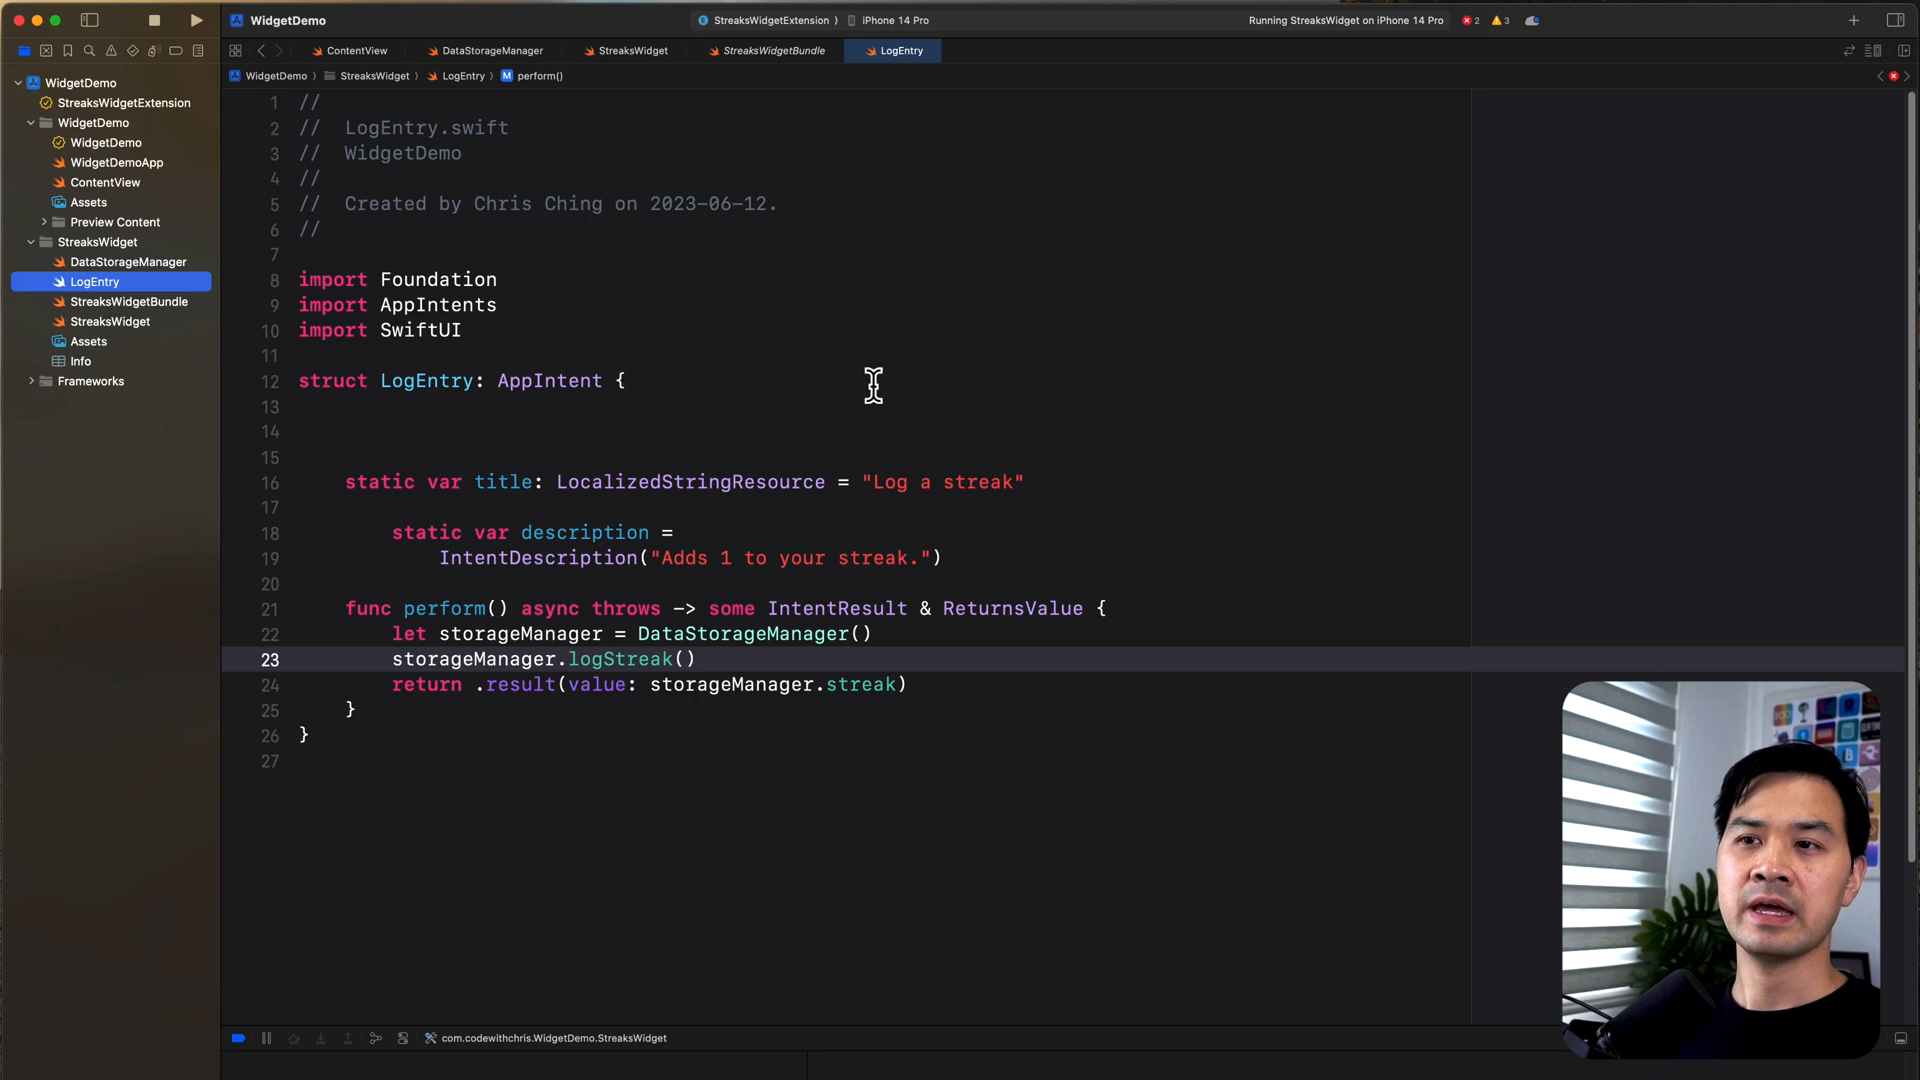 WidgetDemo
StreaksWidgetExtension 〉 iPhone 14 Pro
Running StreaksWidget on iPhone 14 Pro
2
3
ContentView
DataStorageManager
StreaksWidget
StreaksWidgetBundle
LogEntry
WidgetDemo 〉 StreaksWidget 〉 LogEntry 〉 M perform()
WidgetDemo
StreaksWidgetExtension
WidgetDemo
WidgetDemo
WidgetDemoApp
ContentView
Assets
Preview Content
StreaksWidget
DataStorageManager
LogEntry
StreaksWidgetBundle
StreaksWidget
Assets
Info
Frameworks
1 //
2 //  LogEntry.swift
3 //  WidgetDemo
4 //
5 //  Created by Chris Ching on 2023-06-12.
6 //
7
8 import Foundation
9 import AppIntents
10 import SwiftUI
11
12 struct LogEntry: AppIntent {
13
14
15
16     static var title: LocalizedStringResource = "Log a streak"
17
18         static var description =
19             IntentDescription("Adds 1 to your streak.")
20
21     func perform() async throws -> some IntentResult & ReturnsValue {
22         let storageManager = DataStorageManager()
23         storageManager.logStreak()
24         return .result(value: storageManager.streak)
25     }
26 }
27
com.codewithchris.WidgetDemo.StreaksWidget